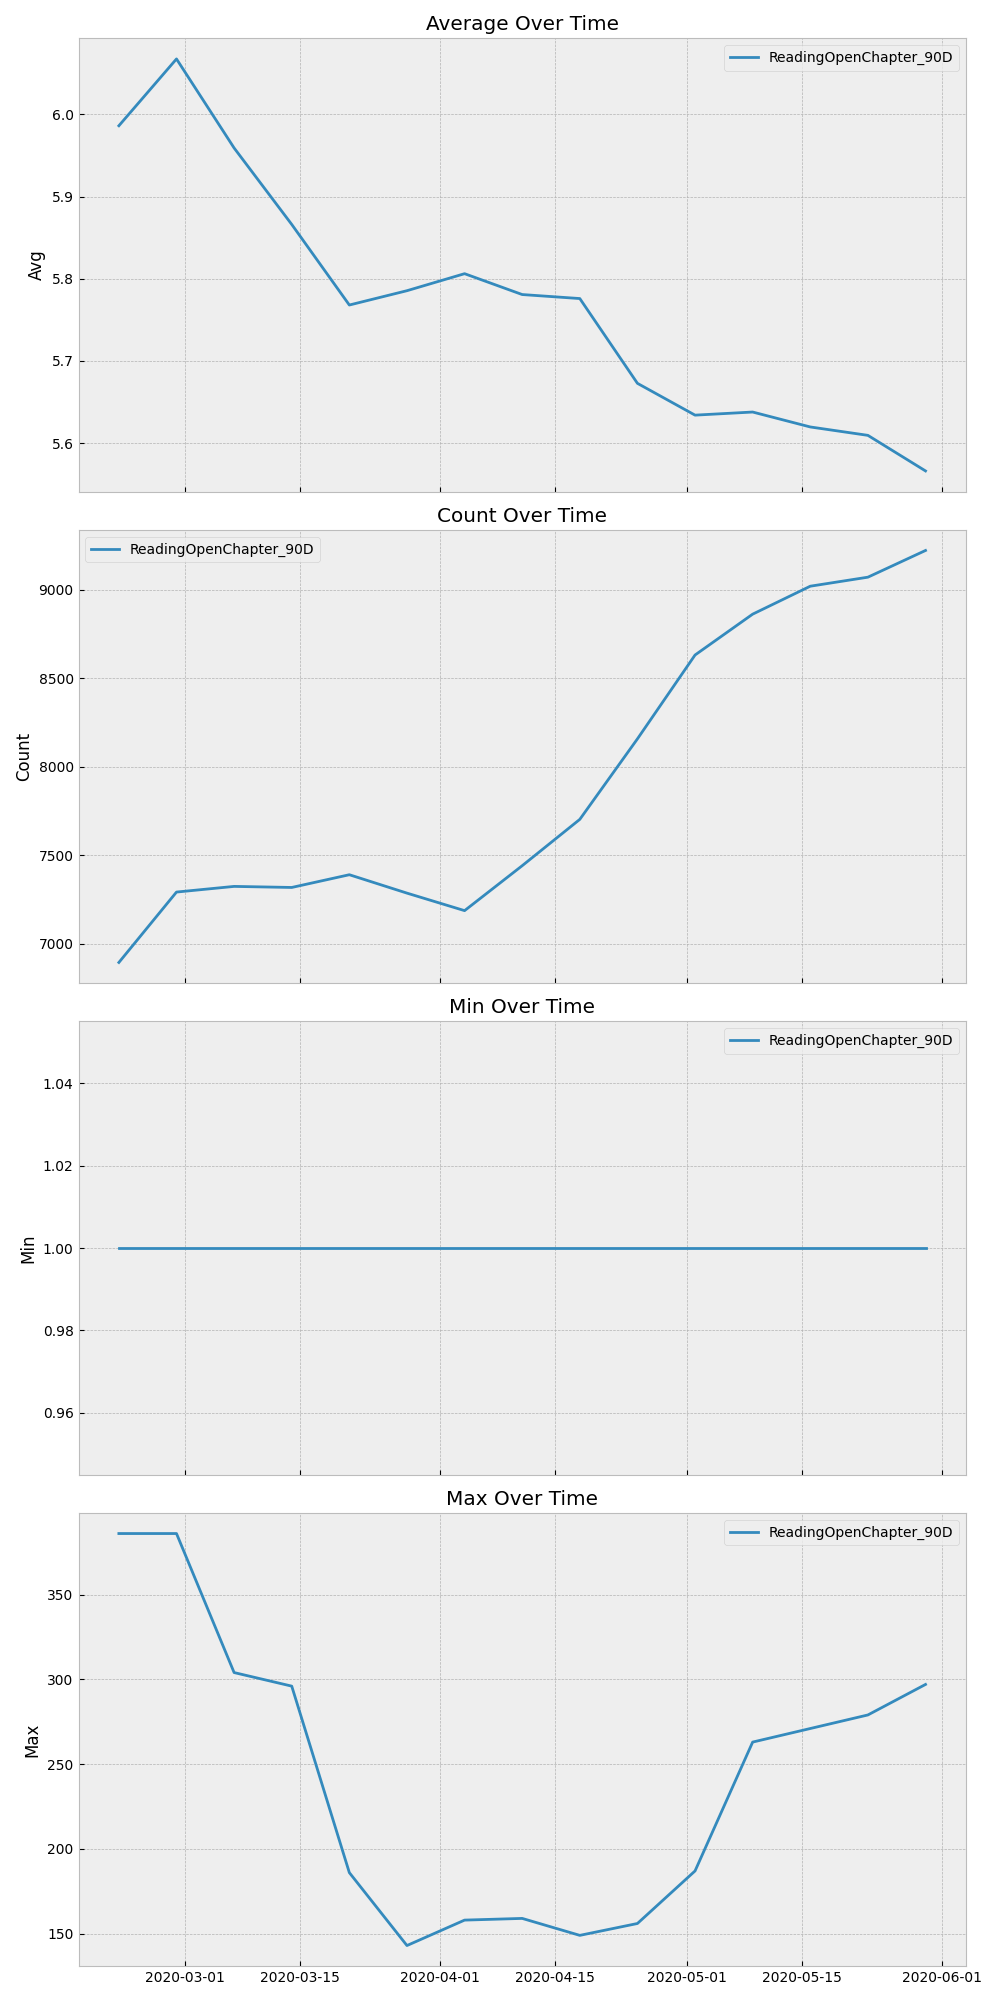 Average Over Time
ReadingOpenChapter_90D
6.0
5.9
5.8
5.7
5.6
Avg
Count Over Time
ReadingOpenChapter_90D
9000
8500
8000
7500
7000
Count
Min Over Time
ReadingOpenChapter_90D
1.04
1.02
1.00
0.98
0.96
Min
Max Over Time
ReadingOpenChapter_90D
350
300
250
200
150
Max
2020-03-01 2020-03-15 2020-04-01 2020-04-15 2020-05-01 2020-05-15 2020-06-01